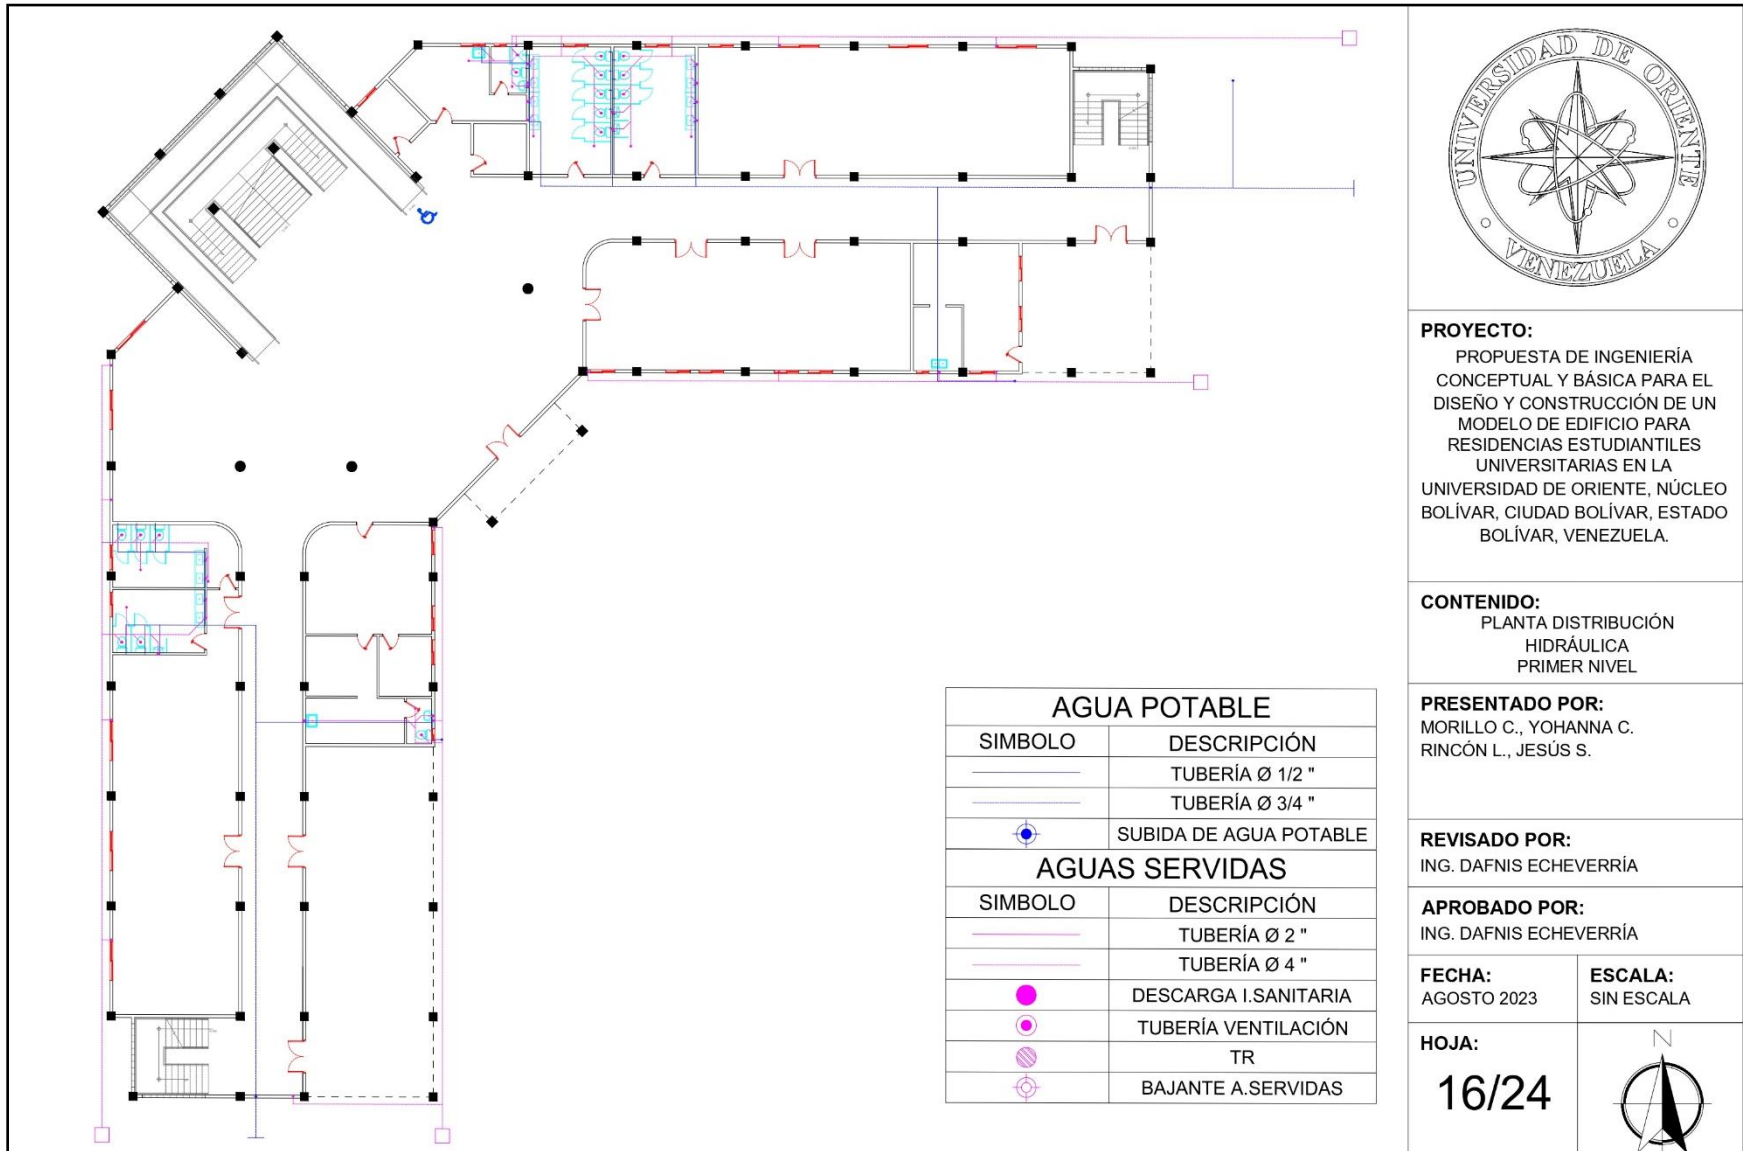 UNIVERSIDAD DE ORIENTE
VENEZUELA
PROYECTO:
PROPUESTA DE INGENIERÍA
CONCEPTUAL Y BÁSICA PARA EL
DISEÑO Y CONSTRUCCIÓN DE UN
MODELO DE EDIFICIO PARA
RESIDENCIAS ESTUDIANTILES
UNIVERSITARIAS EN LA
UNIVERSIDAD DE ORIENTE, NÚCLEO
BOLÍVAR, CIUDAD BOLÍVAR, ESTADO
BOLÍVAR, VENEZUELA.
CONTENIDO:
PLANTA DISTRIBUCIÓN
HIDRÁULICA
PRIMER NIVEL
PRESENTADO POR:
MORILLO C., YOHANNA C.
RINCÓN L., JESÚS S.
REVISADO POR:
ING. DAFNIS ECHEVERRÍA
APROBADO POR:
ING. DAFNIS ECHEVERRÍA
FECHA:
AGOSTO 2023
ESCALA:
SIN ESCALA
HOJA:
16/24
N
AGUA POTABLE
SIMBOLO DESCRIPCIÓN
TUBERÍA Ø 1/2 "
TUBERÍA Ø 3/4 "
SUBIDA DE AGUA POTABLE
AGUAS SERVIDAS
SIMBOLO DESCRIPCIÓN
TUBERÍA Ø 2 "
TUBERÍA Ø 4 "
DESCARGA I.SANITARIA
TUBERÍA VENTILACIÓN
TR
BAJANTE A.SERVIDAS